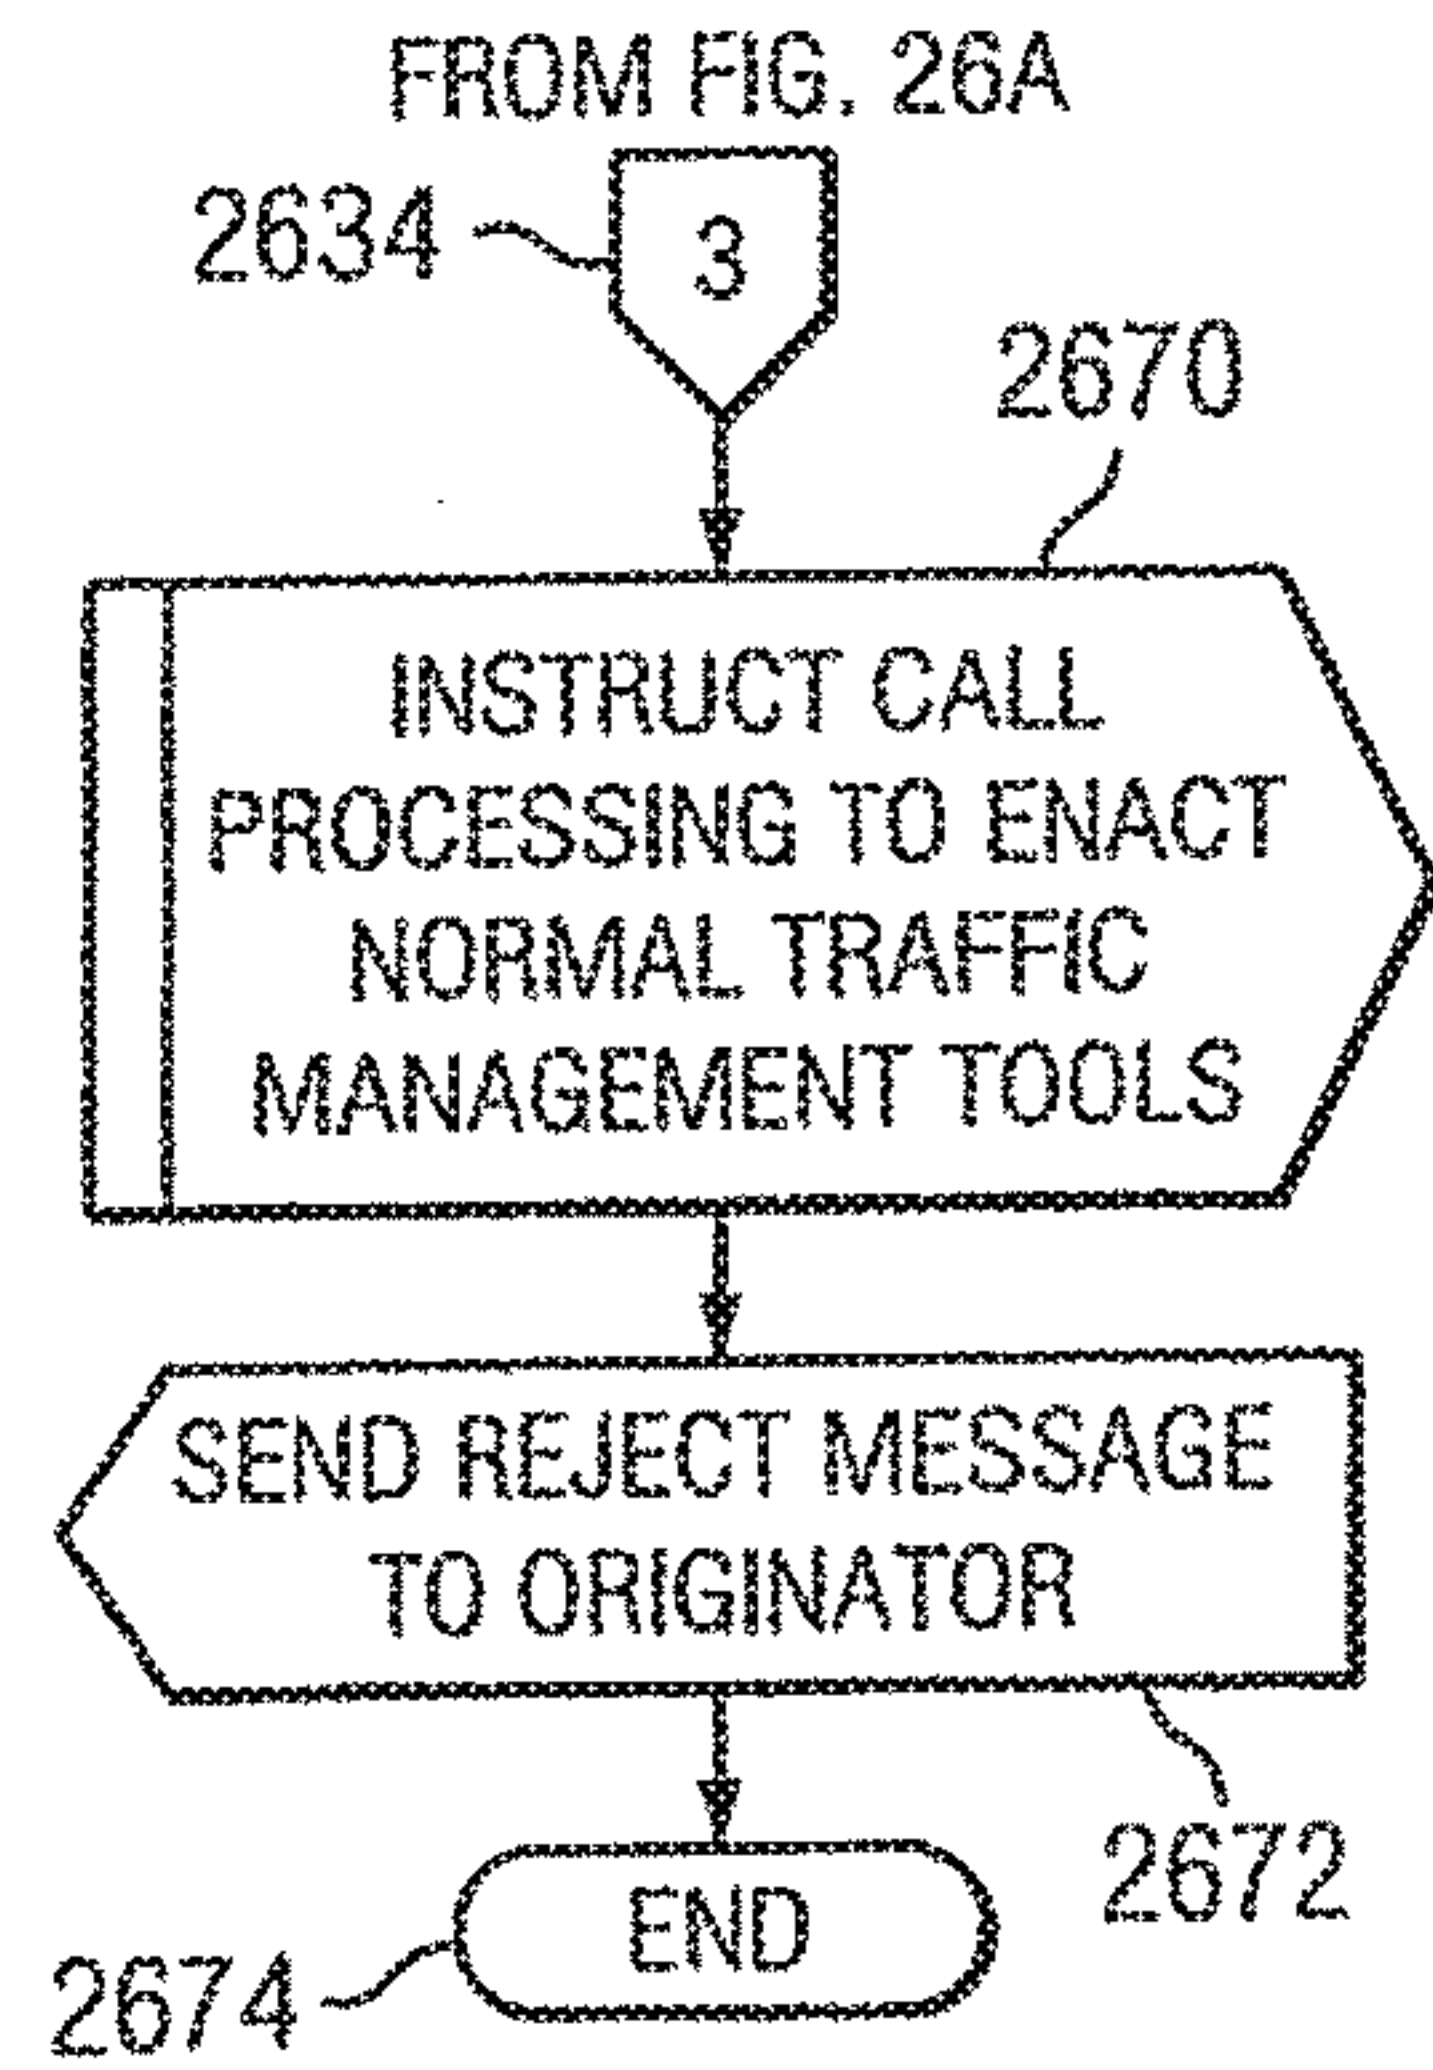 FROM FIG. 26A
2634
3
2670
INSTRUCT CALL
PROCESSING TO ENACT
NORMAL TRAFFIC
MANAGEMENT TOOLS
SEND REJECT MESSAGE
TO ORIGINATOR
2672
END
2674